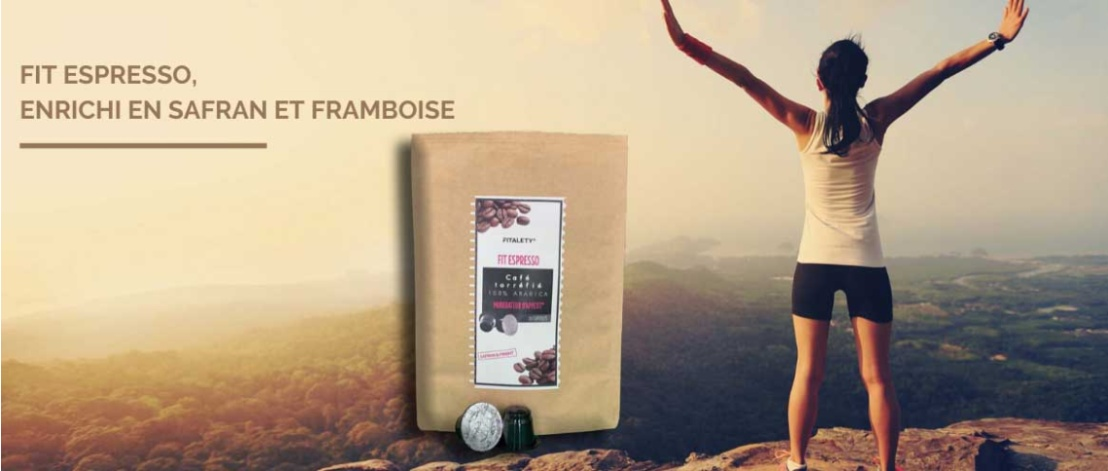 FIT ESPRESSO,
ENRICHI EN SAFRAN ET FRAMBOISE
FITALETY®
FIT ESPRESSO
Café
torréfié
100% ARABICA